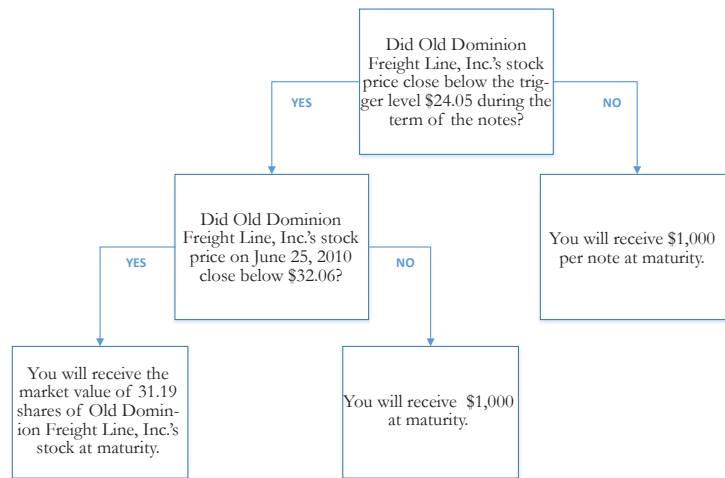 Did Old Dominion
Freight Line, Inc.'s stock
price close below the trig-
ger level $24.05 during the
term of the notes?
YES
NO
Did Old Dominion
Freight Line, Inc.'s stock
price on June 25, 2010
close below $32.06?
You will receive $1,000
per note at maturity.
YES
NO
You will receive the
market value of 31.19
shares of Old Domin-
ion Freight Line, Inc.'s
stock at maturity.
You will receive $1,000
at maturity.